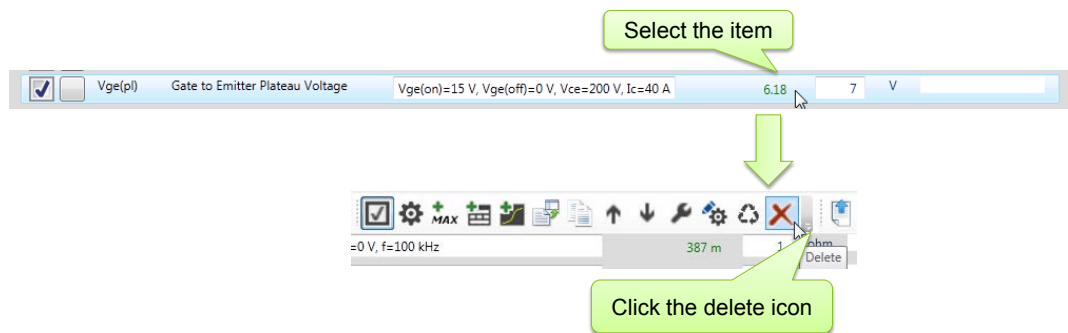 Select the item
Vge(pl) Gate to Emitter Plateau Voltage Vge(on)=15 V, Vge(off)=0 V, Vce=200 V, Ic=40 A 6.18 7 V
+ MAX + +
=0 V, f=100 kHz 387 m 1 ohm
Delete
Click the delete icon